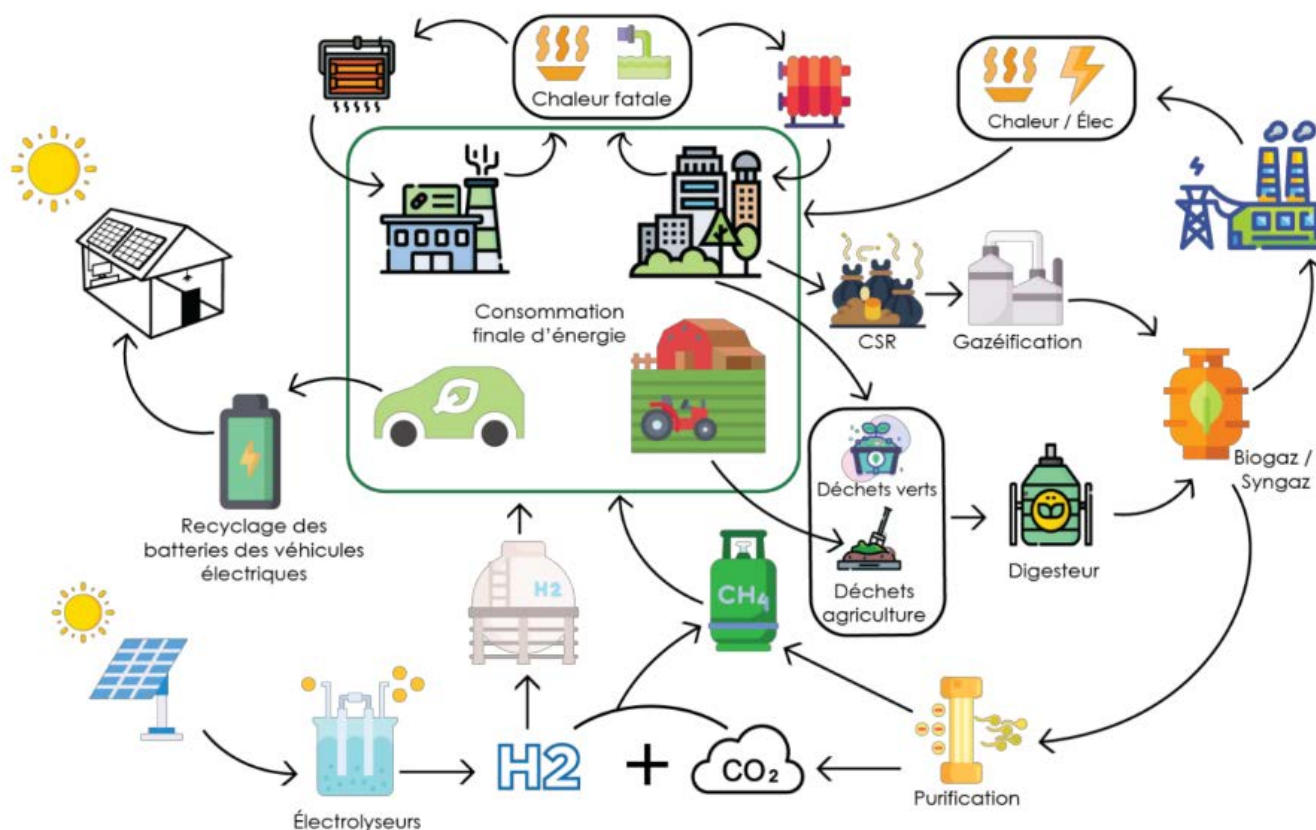 Chaleur fatale
Chaleur / Élec
Consommation
finale d'énergie
CSR
Gazéification
Biogaz /
Syngaz
Déchets verts
Déchets
agriculture
Digesteur
Recyclage des
batteries des véhicules
électriques
H2
CH4
H2
+
CO2
Purification
Électrolyseurs